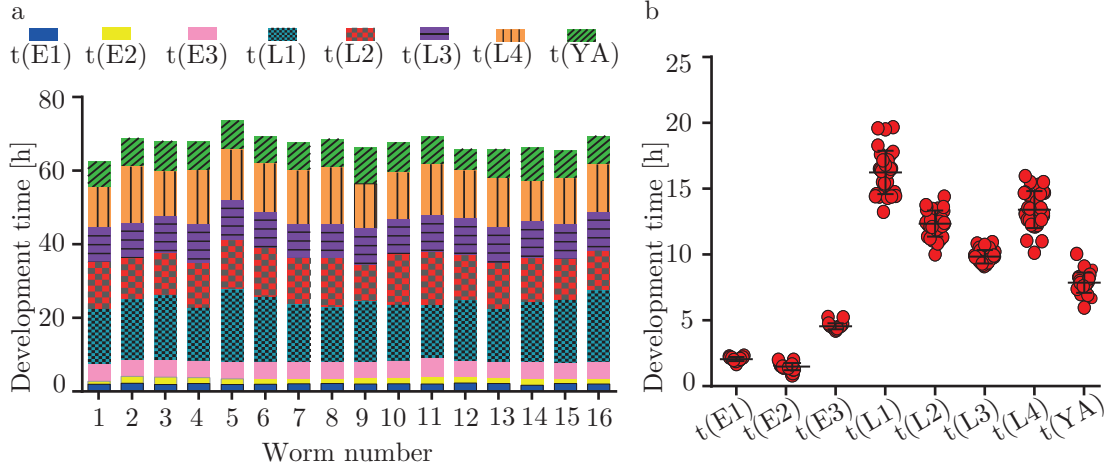 a
t(E1) t(E2) t(E3) t(L1) t(L2) t(L3) t(L4) t(YA)
Development time [h]
80
60
40
20
0
1 2 3 4 5 6 7 8 9 10 11 12 13 14 15 16
Worm number
b
Development time [h]
25
20
15
10
5
0
t(E1) t(E2) t(E3) t(L1) t(L2) t(L3) t(L4) t(YA)